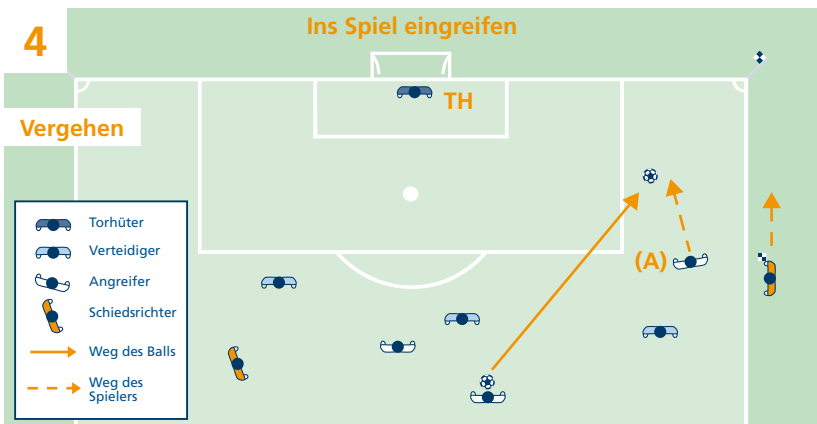 4
Ins Spiel eingreifen
TH
Vergehen
(A)
Torhüter
Verteidiger
Angreifer
Schiedsrichter
Weg des Balls
Weg des
Spielers